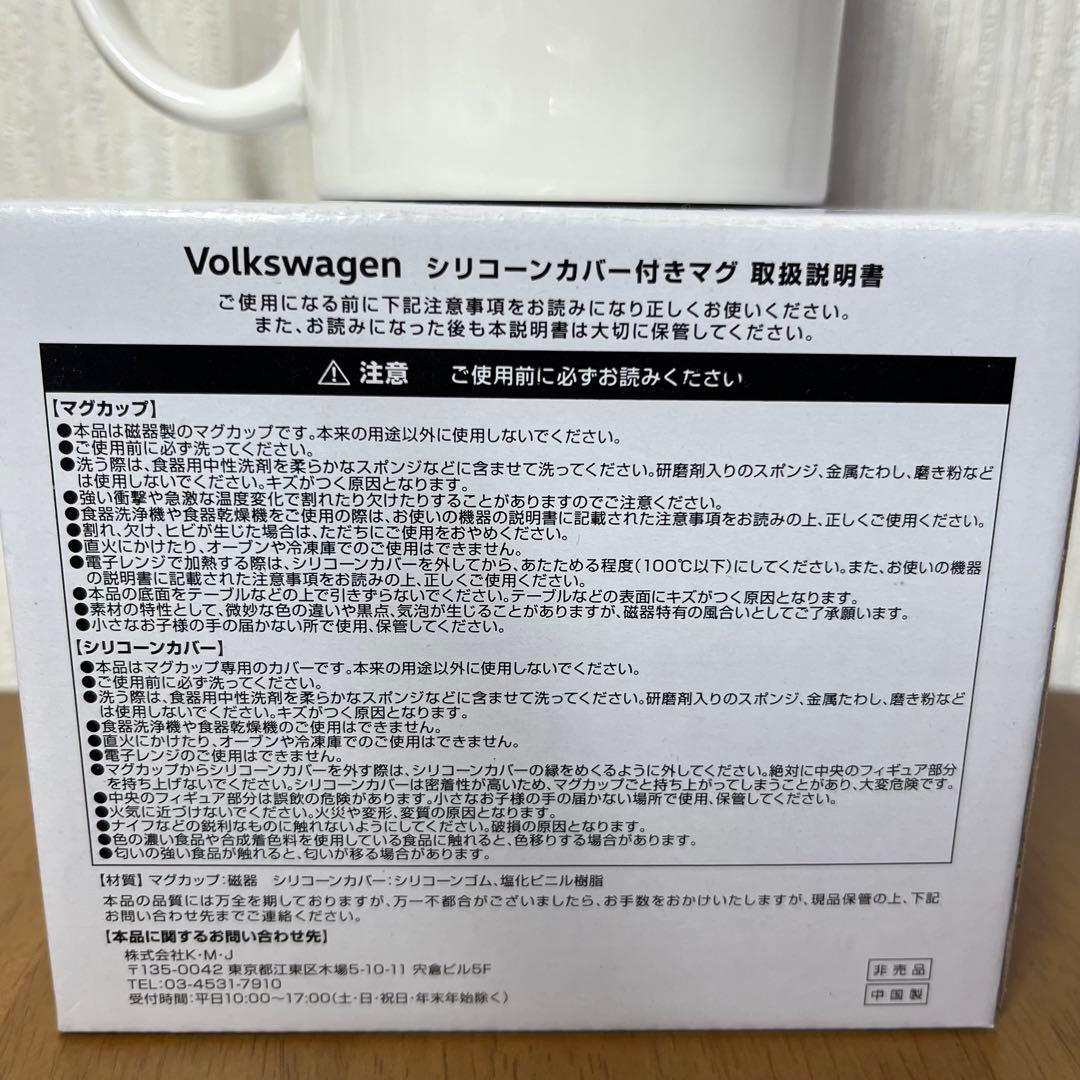 Volkswagen シリコーンカバー付きマグ 取扱説明書
ご使用になる前に下記注意事項をお読みになり正しくお使いください。
また、お読みになった後も本説明書は大切に保管してください。
⚠ 注意 ご使用前に必ずお読みください
【マグカップ】
●本品は磁器製のマグカップです。本来の用途以外に使用しないでください。
●ご使用前に必ず洗ってください。
●洗う際は、食器用中性洗剤を柔らかなスポンジなどに含ませて洗ってください。研磨剤入りのスポンジ、金属たわし、磨き粉など
は使用しないでください。キズがつく原因となります。
●強い衝撃や急激な温度変化で割れたり欠けたりすることがありますのでご注意ください。
●食器洗浄機や食器乾燥機をご使用の際は、お使いの機器の説明書に記載された注意事項をお読みの上、正しくご使用ください。
●割れ、欠け、ヒビが生じた場合は、ただちにご使用をおやめください。
●直火にかけたり、オーブンや冷凍庫でのご使用はできません。
●電子レンジで加熱する際は、シリコーンカバーを外してから、あたためる程度(100℃以下)にしてください。また、お使いの機器
の説明書に記載された注意事項をお読みの上、正しくご使用ください。
●本品の底面をテーブルなどの上で引きずらないでください。テーブルなどの表面にキズがつく原因となります。
●素材の特性として、微妙な色の違いや黒点、気泡が生じることがありますが、磁器特有の風合いとしてご了承願います。
●小さなお子様の手の届かない所で使用、保管してください。
【シリコーンカバー】
●本品はマグカップ専用のカバーです。本来の用途以外に使用しないでください。
●ご使用前に必ず洗ってください。
●洗う際は、食器用中性洗剤を柔らかなスポンジなどに含ませて洗ってください。研磨剤入りのスポンジ、金属たわし、磨き粉など
は使用しないでください。キズがつく原因となります。
●食器洗浄機や食器乾燥機のご使用はできません。
●直火にかけたり、オーブンや冷凍庫でのご使用はできません。
●電子レンジのご使用はできません。
●マグカップからシリコーンカバーを外す際は、シリコーンカバーの縁をめくるように外してください。絶対に中央のフィギュア部分
を持ち上げないでください。シリコーンカバーは密着性が高いため、マグカップごと持ち上がってしまうことがあり、大変危険です。
●中央のフィギュア部分は誤飲の危険があります。小さなお子様の手の届かない場所で使用、保管してください。
●火気に近づけないでください。火災や変形、変質の原因となります。
●ナイフなどの鋭利なものに触れないようにしてください。破損の原因となります。
●色の濃い食品や合成着色料を使用している食品に触れると、色移りする場合があります。
●匂いの強い食品が触れると、匂いが移る場合があります。
【材質】マグカップ:磁器 シリコーンカバー:シリコーンゴム、塩化ビニル樹脂
本品の品質には万全を期しておりますが、万一不都合がございましたら、お手数をおかけいたしますが、現品保管の上、下記
お問い合わせ先までご連絡ください。
【本品に関するお問い合わせ先】
株式会社K・M・J
〒135-0042 東京都江東区木場5-10-11 宍倉ビル5F
TEL:03-4531-7910
受付時間:平日10:00～17:00(土・日・祝日・年末年始除く)
非売品
中国製